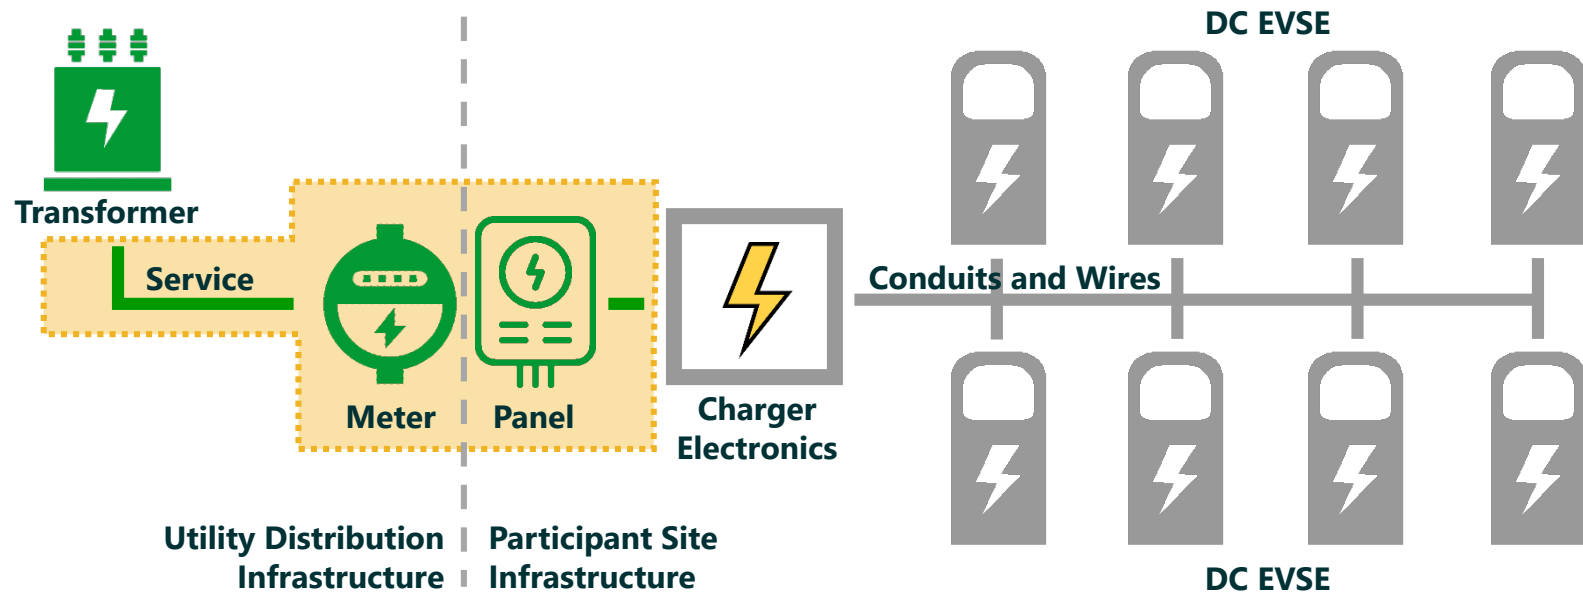 DC EVSE
Transformer
Service
Conduits and Wires
Meter
Panel
Charger
Electronics
Utility Distribution
Infrastructure
Participant Site
Infrastructure
DC EVSE